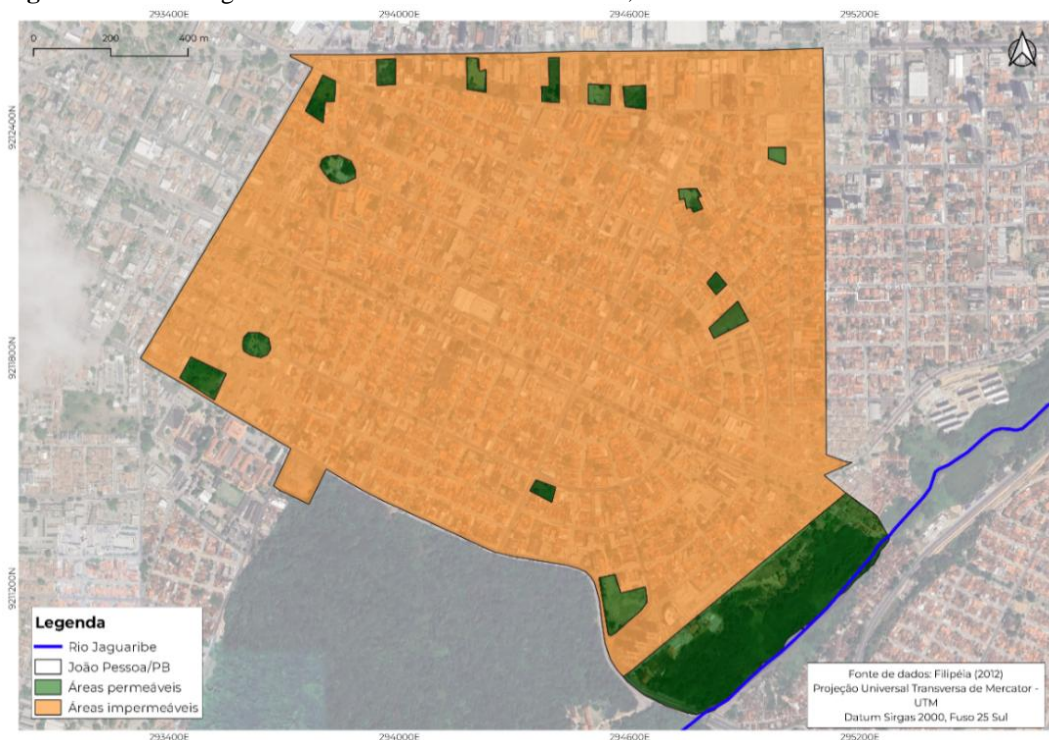 293400E 294000E 294600E 295200E
0 200 400 m
9212400N
9211800N
9211200N
Legenda
Rio Jaguaribe
João Pessoa/PB
Áreas permeáveis
Áreas impermeáveis
Fonte de dados: Filipéia (2012)
Projeção Universal Transversa de Mercator -
UTM
Datum Sirgas 2000, Fuso 25 Sul
293400E 294000E 294600E 295200E